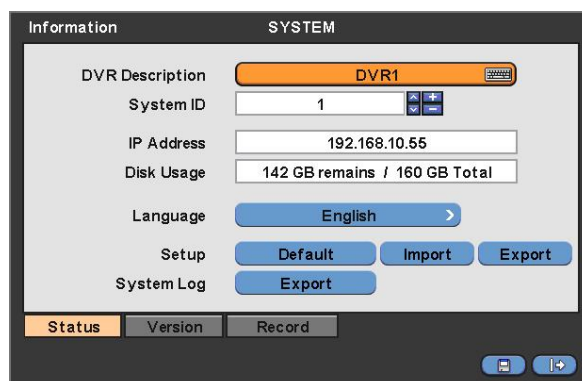 Information SYSTEM
DVR Description DVR1
System ID 1
IP Address 192.168.10.55
Disk Usage 142 GB remains / 160 GB Total
Language English
Setup Default Import Export
System Log Export
Status Version Record